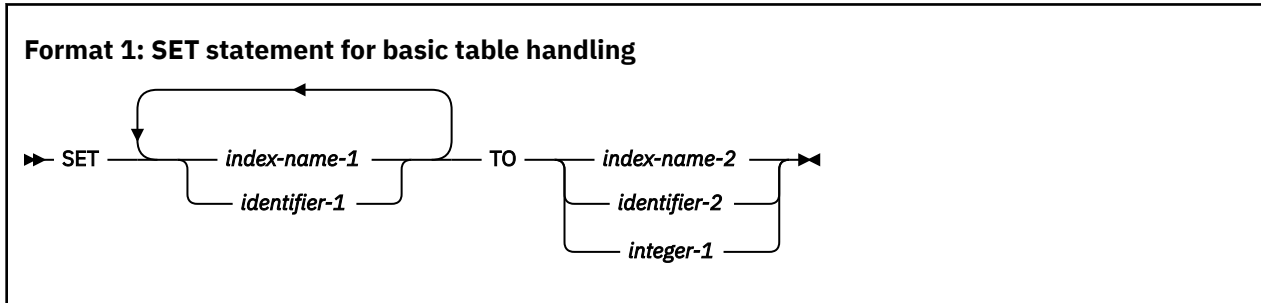 Format 1: SET statement for basic table handling
SET index-name-1 TO index-name-2
identifier-1 identifier-2
integer-1